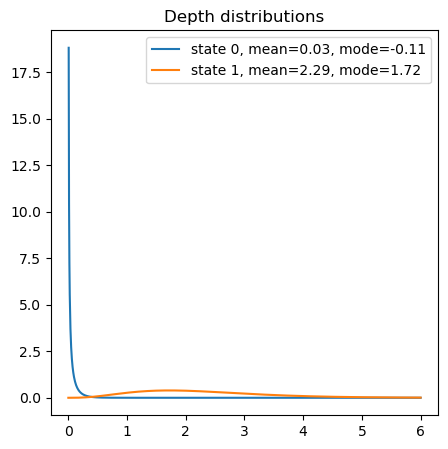 Depth distributions
state 0, mean=0.03, mode=-0.11
state 1, mean=2.29, mode=1.72
17.5
15.0
12.5
10.0
7.5
5.0
2.5
0.0
0 1 2 3 4 5 6